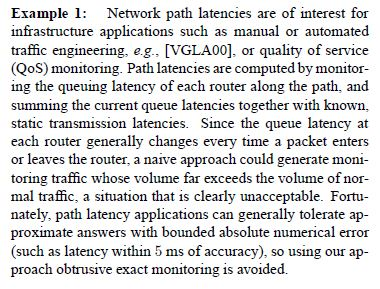 Example 1: Network path latencies are of interest for
infrastructure applications such as manual or automated
traffic engineering, e.g., [VGLA00], or quality of service
(QoS) monitoring. Path latencies are computed by monitor-
ing the queuing latency of each router along the path, and
summing the current queue latencies together with known,
static transmission latencies. Since the queue latency at
each router generally changes every time a packet enters
or leaves the router, a naive approach could generate moni-
toring traffic whose volume far exceeds the volume of nor-
mal traffic, a situation that is clearly unacceptable. Fortu-
nately, path latency applications can generally tolerate ap-
proximate answers with bounded absolute numerical error
(such as latency within 5 ms of accuracy), so using our ap-
proach obtrusive exact monitoring is avoided.